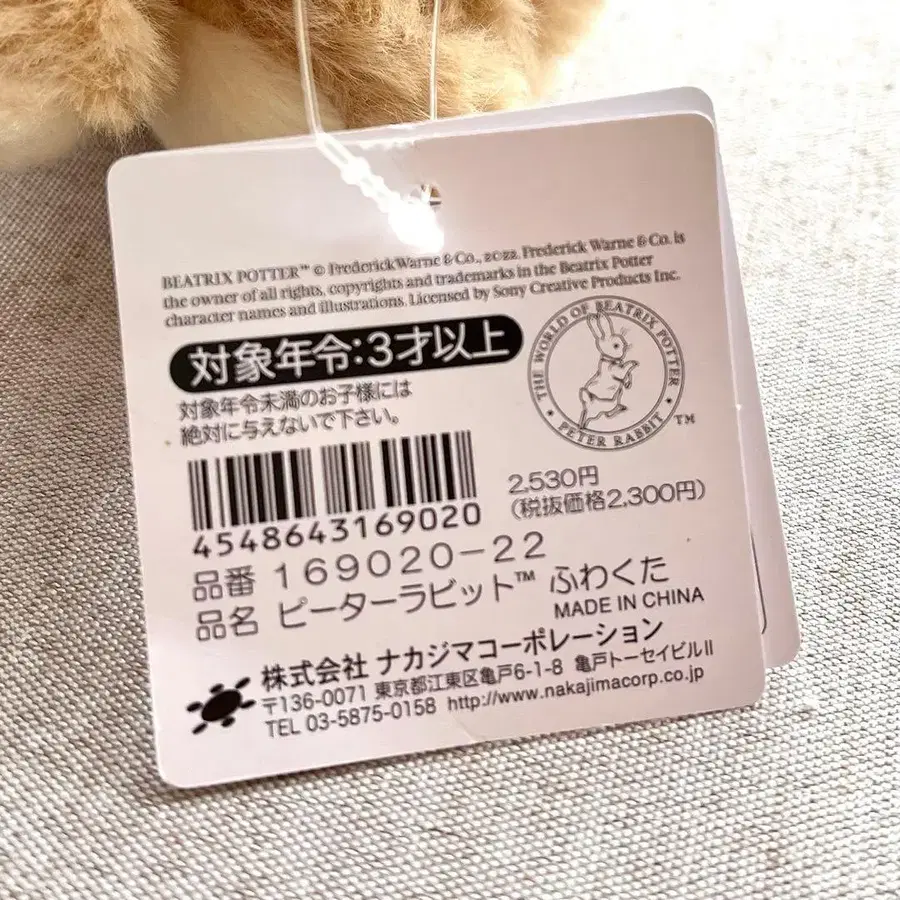 BEATRIX POTTER™ © Frederick Warne & Co., 2022. Frederick Warne & Co. is
the owner of all rights, copyrights and trademarks in the Beatrix Potter
character names and illustrations. Licensed by Sony Creative Products Inc.
対象年令:3才以上
対象年令未満のお子様には
絶対に与えないで下さい。
THE WORLD OF BEATRIX POTTER
PETER RABBIT ™
4548643169020
2,530円
(税抜価格2,300円)
品番 169020-22
品名 ピーターラビット™ ふわくた
MADE IN CHINA
株式会社 ナカジマコーポレーション
〒136-0071 東京都江東区亀戸6-1-8 亀戸トーセイビルII
TEL 03-5875-0158 http://www.nakajimacorp.co.jp